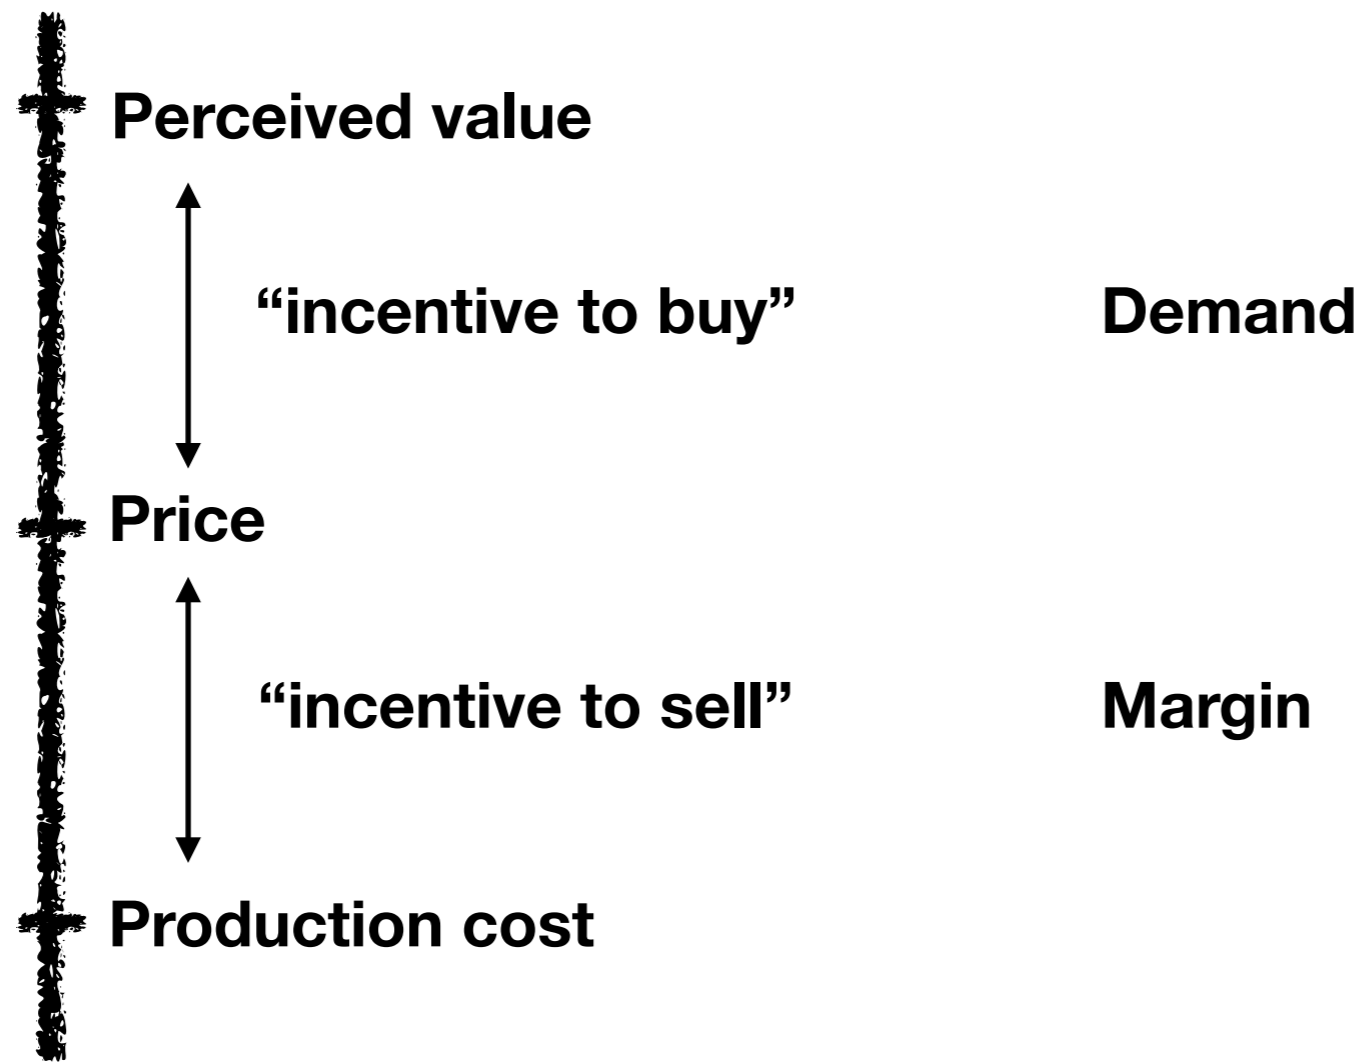 Perceived value
“incentive to buy” Demand
Price
“incentive to sell” Margin
Production cost